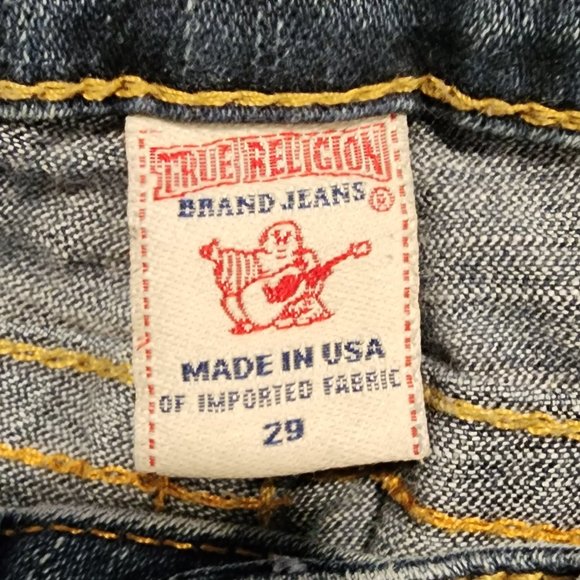 TRUE RELIGION
BRAND JEANS ®
MADE IN USA
OF IMPORTED FABRIC
29